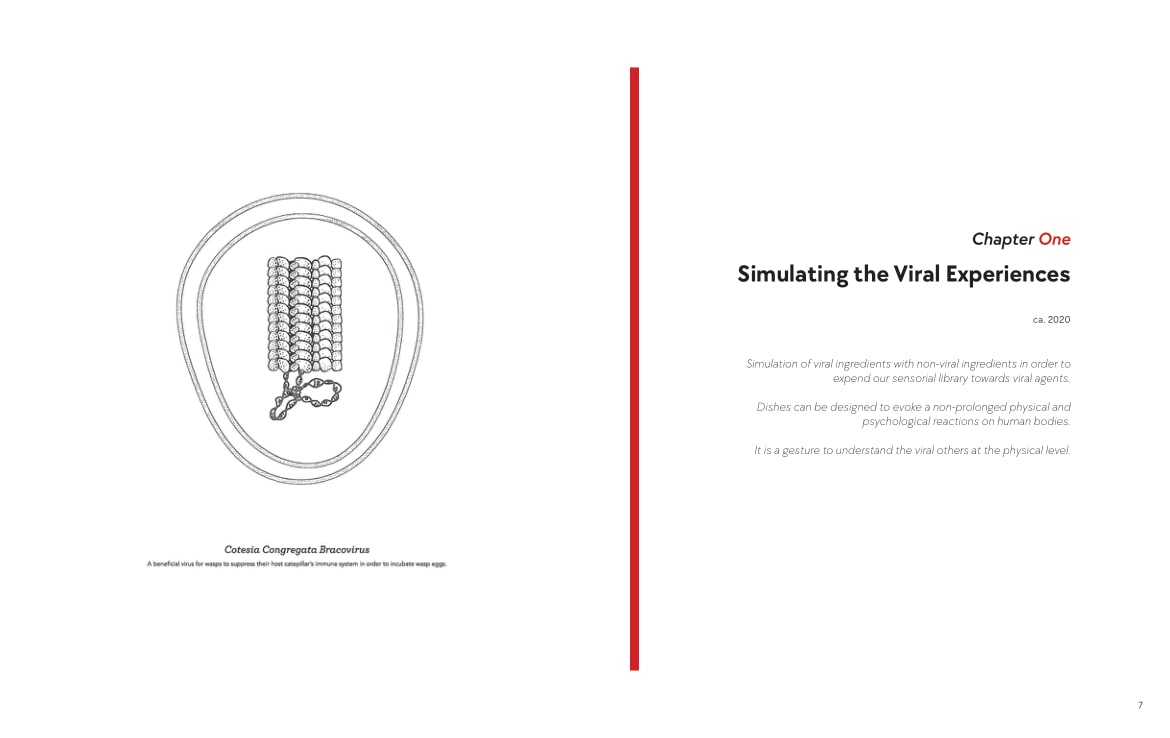 Cotesia Congregata Bracovirus
A beneficial virus for wasps to suppress their host catepillar's immune system in order to incubate wasp eggs.
Chapter One
Simulating the Viral Experiences
ca. 2020
Simulation of viral ingredients with non-viral ingredients in order to
expend our sensorial library towards viral agents.
Dishes can be designed to evoke a non-prolonged physical and
psychological reactions on human bodies.
It is a gesture to understand the viral others at the physical level.
7